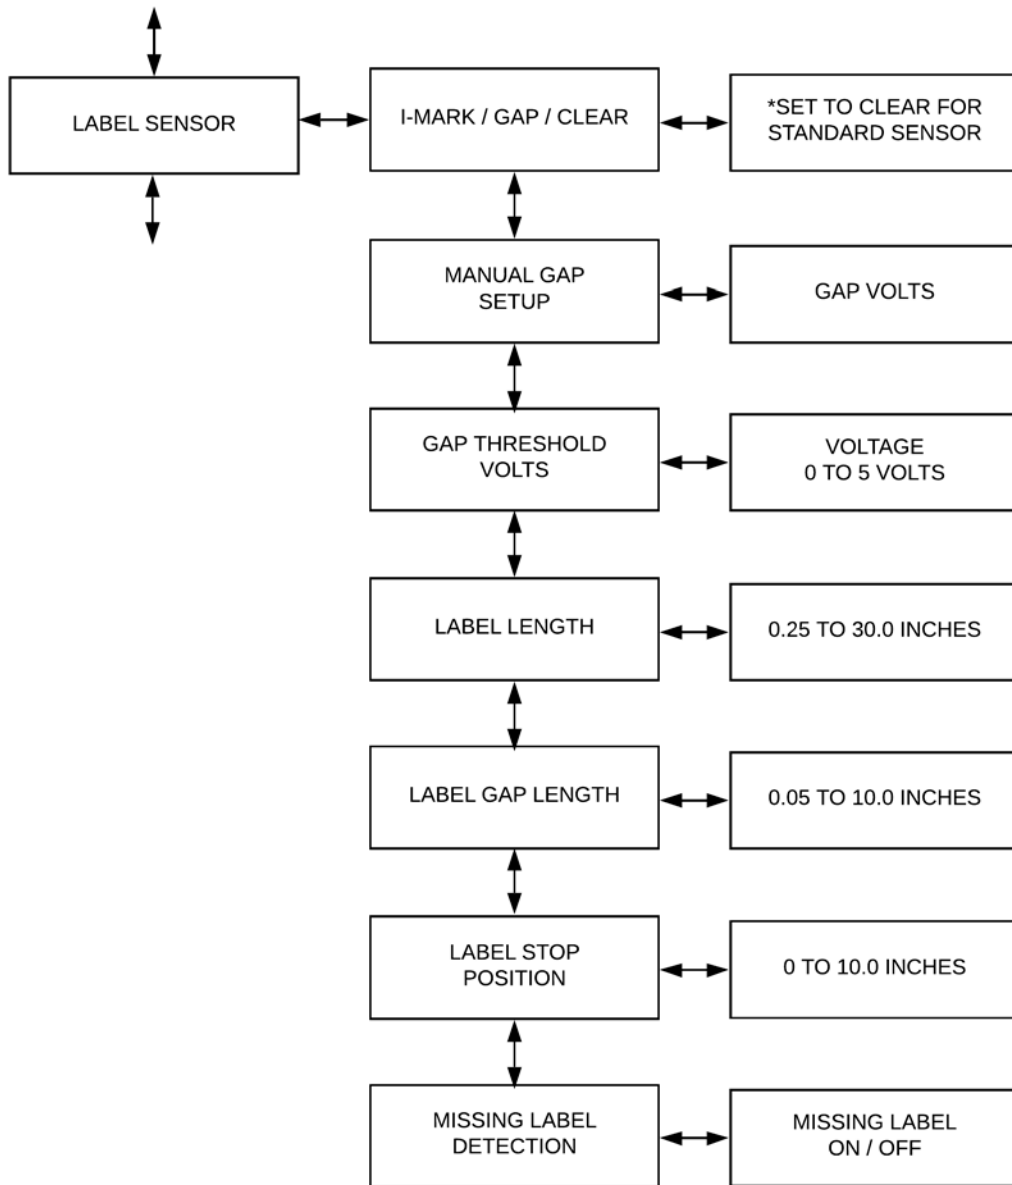 LABEL SENSOR
I-MARK / GAP / CLEAR
*SET TO CLEAR FOR
STANDARD SENSOR
MANUAL GAP
SETUP
GAP VOLTS
GAP THRESHOLD
VOLTS
VOLTAGE
0 TO 5 VOLTS
LABEL LENGTH
0.25 TO 30.0 INCHES
LABEL GAP LENGTH
0.05 TO 10.0 INCHES
LABEL STOP
POSITION
0 TO 10.0 INCHES
MISSING LABEL
DETECTION
MISSING LABEL
ON / OFF